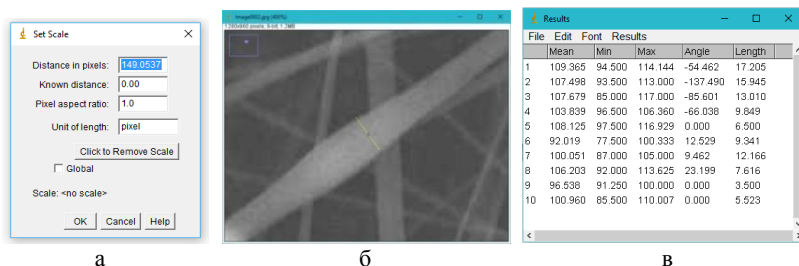 Set Scale
Distance in pixels: 149.0537
Known distance: 0.00
Pixel aspect ratio: 1.0
Unit of length: pixel
Click to Remove Scale
Global
Scale: <no scale>
OK Cancel Help
а
1280x960 pixels; 8-bit; 1.2MB
б
Results
File Edit Font Results
Mean Min Max Angle Length
1 109.365 94.500 114.144 -54.462 17.205
2 107.498 93.500 113.000 -137.490 15.945
3 107.679 85.000 117.000 -85.601 13.010
4 103.839 96.500 106.360 -66.038 9.849
5 108.125 97.500 116.929 0.000 6.500
6 92.019 77.500 100.333 12.529 9.341
7 100.051 87.000 105.000 9.462 12.166
8 106.203 92.000 113.625 23.199 7.616
9 96.538 91.250 100.000 0.000 3.500
10 100.960 85.500 110.007 0.000 5.523
в